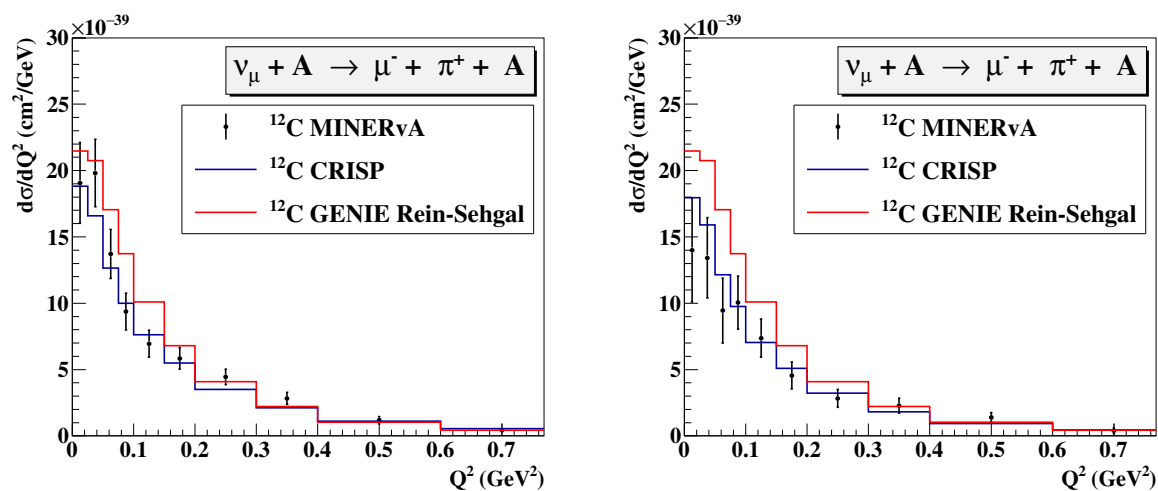 ×10⁻³⁹
30
25
20
15
10
5
0
dσ/dQ² (cm²/GeV)
ν_μ + A → μ⁻ + π⁺ + A
¹²C MINERνA
¹²C CRISP
¹²C GENIE Rein-Sehgal
0 0.1 0.2 0.3 0.4 0.5 0.6 0.7
Q² (GeV²)
×10⁻³⁹
30
25
20
15
10
5
0
dσ/dQ² (cm²/GeV)
ν_μ + A → μ⁻ + π⁺ + A
¹²C MINERνA
¹²C CRISP
¹²C GENIE Rein-Sehgal
0 0.1 0.2 0.3 0.4 0.5 0.6 0.7
Q² (GeV²)